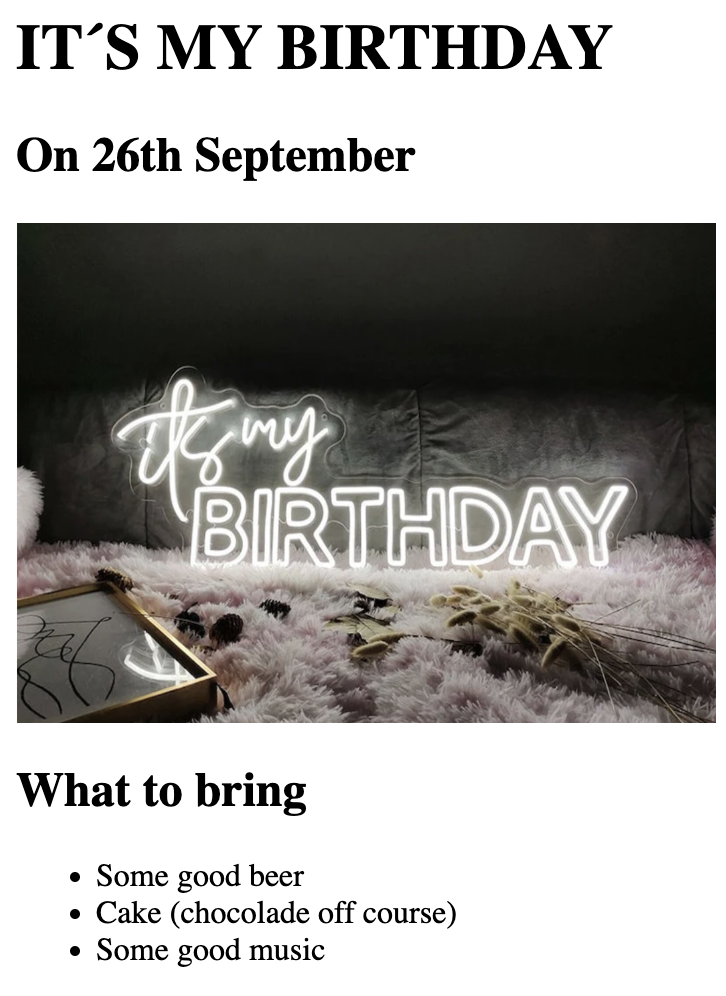 IT´S MY BIRTHDAY
On 26th September
it's my
BIRTHDAY
What to bring
Some good beer
Cake (chocolade off course)
Some good music